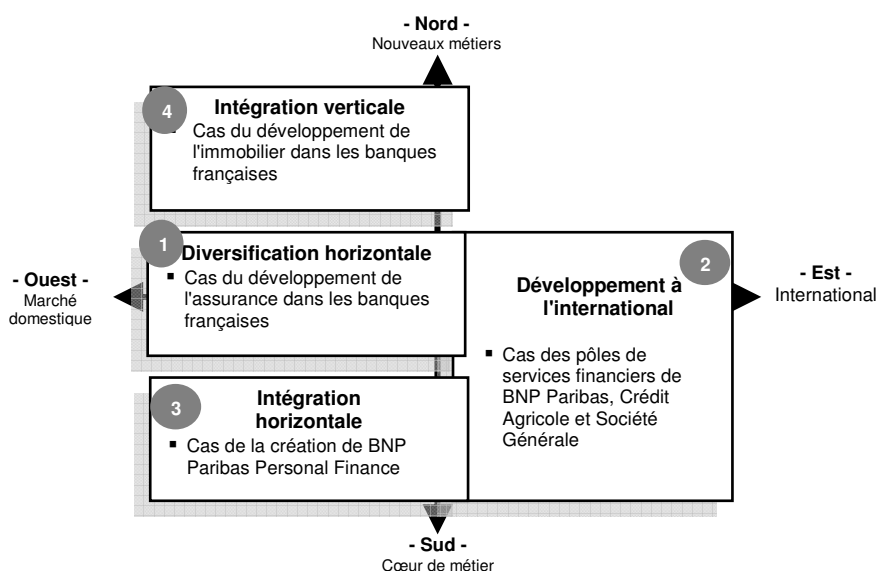 - Nord -
Nouveaux métiers
4
Intégration verticale
▪ Cas du développement de
l'immobilier dans les banques
françaises
1
Diversification horizontale
▪ Cas du développement de
l'assurance dans les banques
françaises
- Ouest -
Marché
domestique
2
Développement à
l'international
▪ Cas des pôles de
services financiers de
BNP Paribas, Crédit
Agricole et Société
Générale
- Est -
International
3
Intégration
horizontale
▪ Cas de la création de BNP
Paribas Personal Finance
- Sud -
Cœur de métier